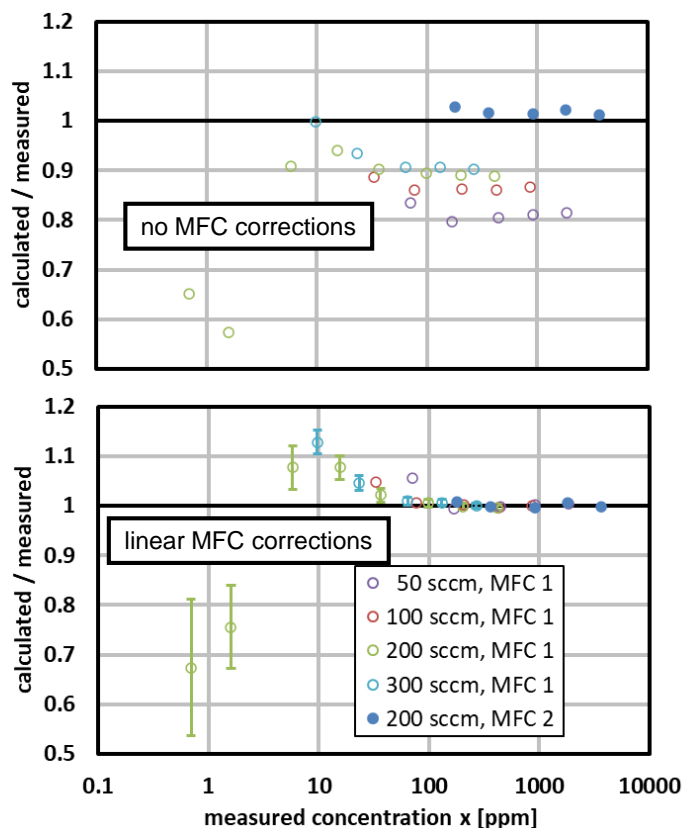 1.2
1.1
1
0.9
0.8
0.7
0.6
0.5
calculated / measured
no MFC corrections
1.2
1.1
1
0.9
0.8
0.7
0.6
0.5
calculated / measured
linear MFC corrections
50 sccm, MFC 1
100 sccm, MFC 1
200 sccm, MFC 1
300 sccm, MFC 1
200 sccm, MFC 2
0.1 1 10 100 1000 10000
measured concentration x [ppm]